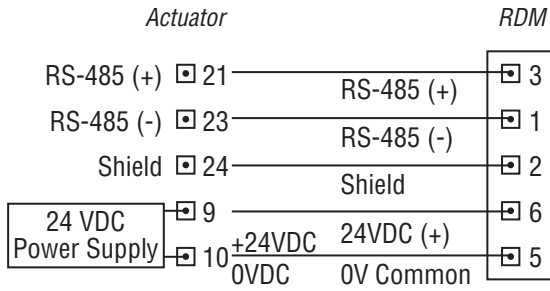 Actuator RDM
RS-485 (+) 21 3
RS-485 (+)
RS-485 (-) 23 1
RS-485 (-)
Shield 24 2
Shield
9 6
24 VDC
Power Supply
+24VDC 24VDC (+)
10 5
0VDC 0V Common